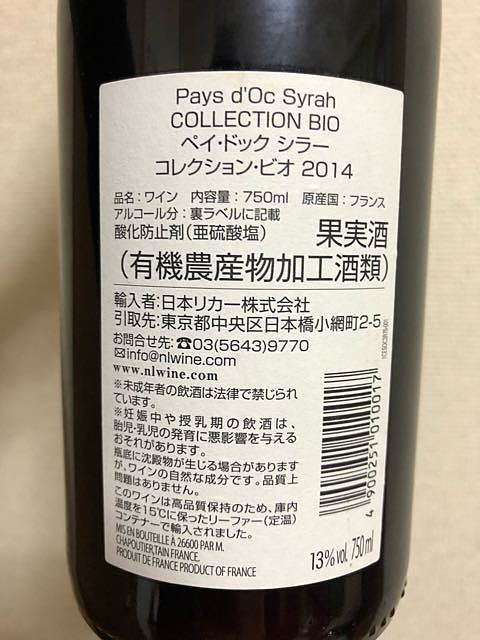 Pays d'Oc Syrah
COLLECTION BIO
ペイ・ドック シラー
コレクション・ビオ 2014
品名：ワイン 内容量：750ml 原産国：フランス
アルコール分：裏ラベルに記載
酸化防止剤（亜硫酸塩） 果実酒
（有機農産物加工酒類）
輸入者：日本リカー株式会社
引取先：東京都中央区日本橋小網町2-5
お問合せ先：☎03(5643)9770
✉info@nlwine.com
www.nlwine.com
※未成年者の飲酒は法律で禁じられ
ています。
※妊娠中や授乳期の飲酒は、
胎児・乳児の発育に悪影響を与える
おそれがあります。
瓶底に沈殿物が生じる場合があります
が、ワインの自然な成分です。品質上
問題はありません。
このワインは高品質保持のため、庫内
温度を15℃に保ったリーファー（定温）
コンテナーで輸入されました。
MIS EN BOUTEILLE À 26600 PAR M.
CHAPOUTIER, TAIN FRANCE,
PRODUIT DE FRANCE PRODUCT OF FRANCE
4 900251 010017
13% vol. 750 ml